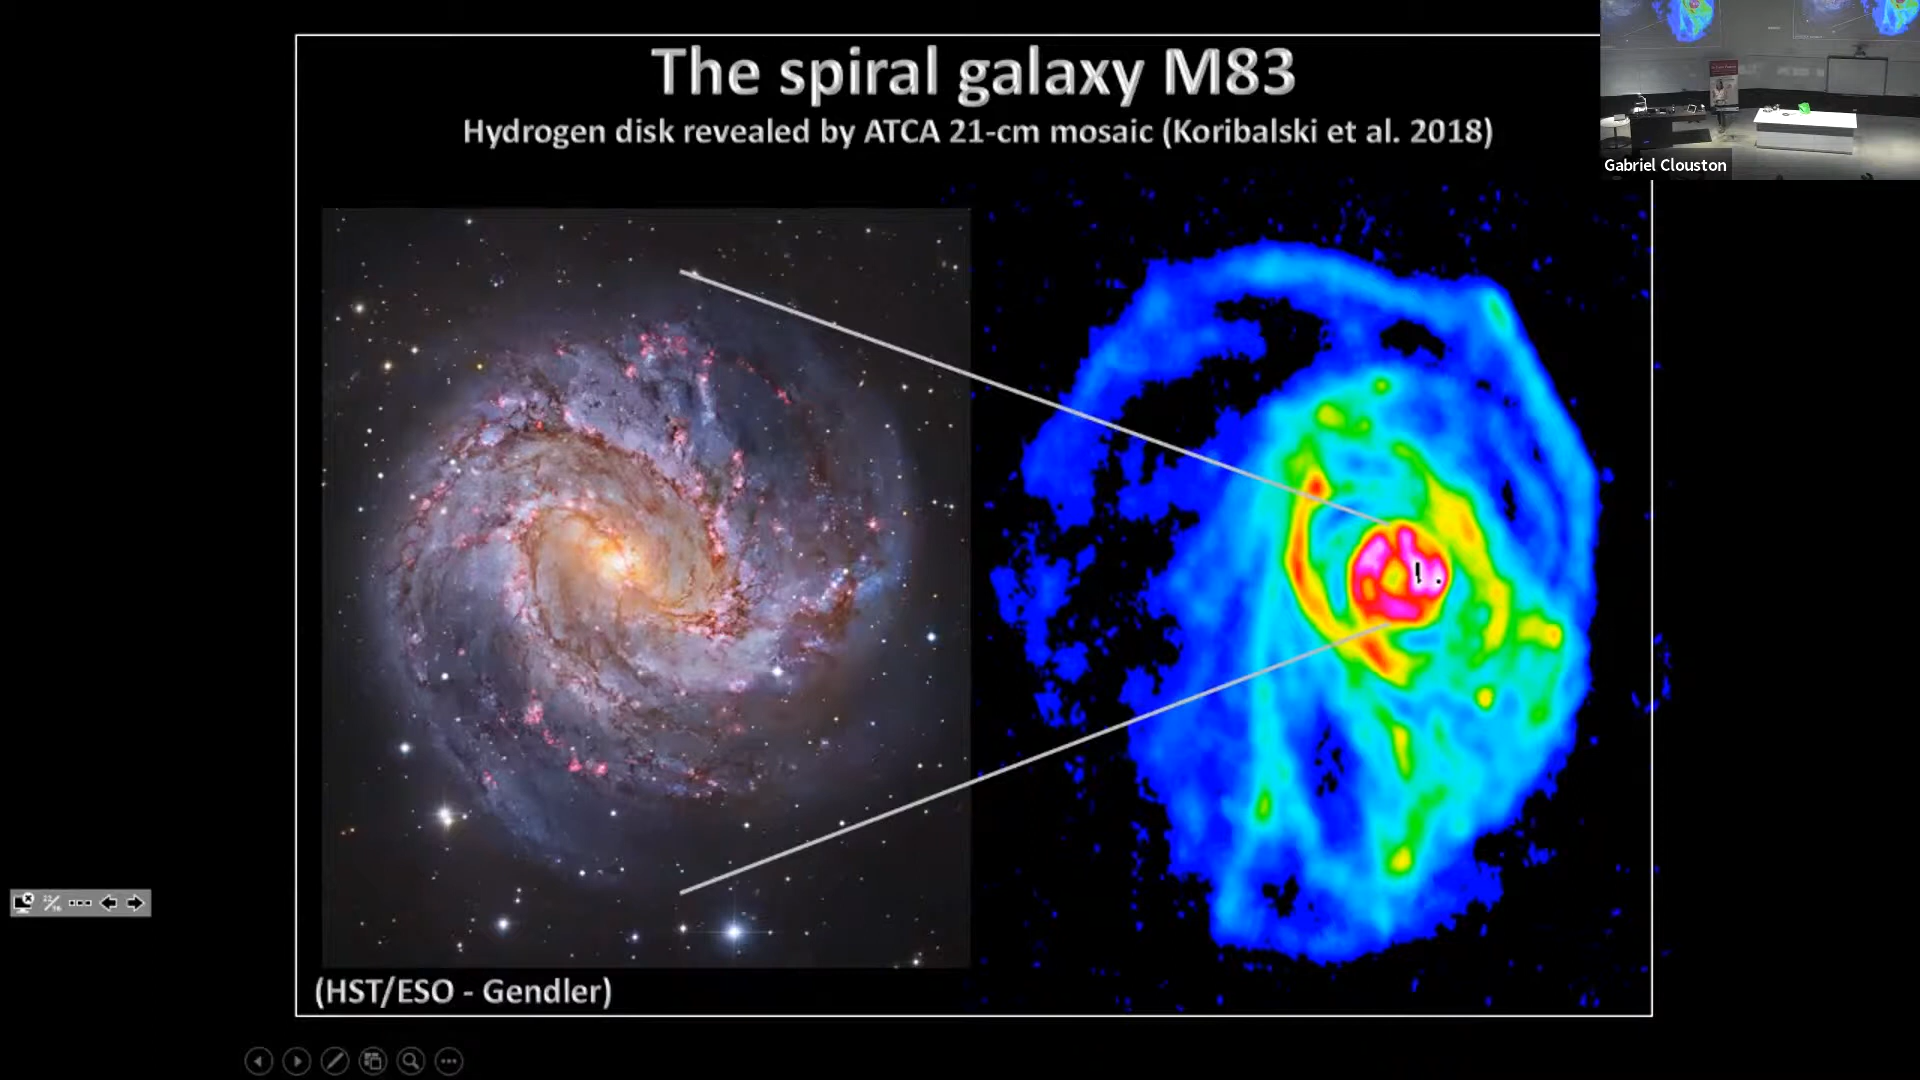 The spiral galaxy M83
Hydrogen disk revealed by ATCA 21-cm mosaic (Koribalski et al. 2018)
Gabriel Clouston
(HST/ESO - Gendler)